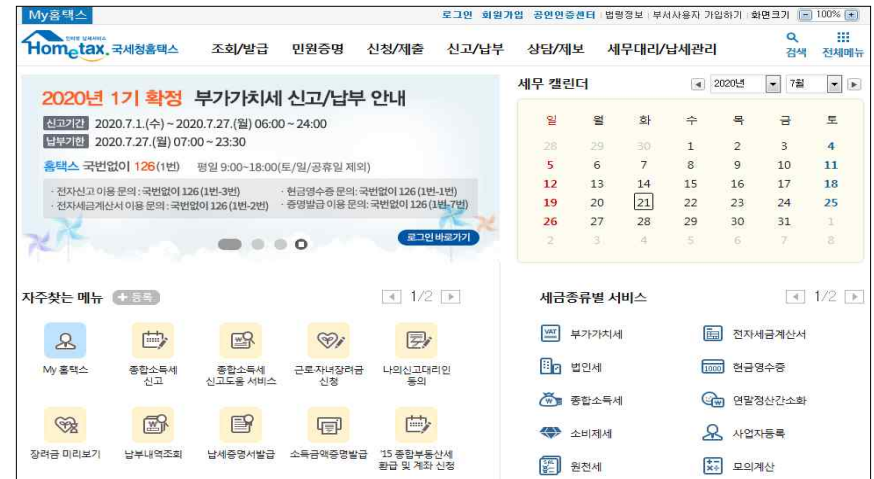 My홈택스
로그인 회원가입 공인인증센터 법령정보 부서사용자 가입하기 화면크기 100%
Hometax. 국세청홈택스 조회/발급 민원증명 신청/제출 신고/납부 상담/제보 세무대리/납세관리 검색 전체메뉴
2020년 1기 확정 부가가치세 신고/납부 안내
신고기간 2020.7.1.(수) ~ 2020.7.27.(월) 06:00 ~ 24:00
납부기한 2020.7.27.(월) 07:00 ~ 23:30
홈택스 국번없이 126(1번) 평일 9:00~18:00(토/일/공휴일 제외)
· 전자신고 이용 문의 : 국번없이 126 (1번-3번) · 현금영수증 문의: 국번없이 126 (1번-1번)
· 전자세금계산서 이용 문의 : 국번없이 126 (1번-2번) · 증명발급 이용 문의: 국번없이 126 (1번-7번)
로그인 바로가기
세무 캘린더 2020년 7월
일 월 화 수 목 금 토
28 29 30 1 2 3 4
5 6 7 8 9 10 11
12 13 14 15 16 17 18
19 20 21 22 23 24 25
26 27 28 29 30 31 1
2 3 4 5 6 7 8
자주찾는 메뉴 + 등록 1/2
My 홈택스
종합소득세
신고
종합소득세
신고도움 서비스
근로·자녀장려금
신청
나의신고대리인
동의
장려금 미리보기
납부내역조회
납세증명서발급
소득금액증명발급
'15 종합부동산세
환급 및 계좌 신청
세금종류별 서비스 1/2
VAT 부가가치세
전자세금계산서
법인세
1000 현금영수증
종합소득세
연말정산간소화
소비제세
사업자등록
원천세
모의계산